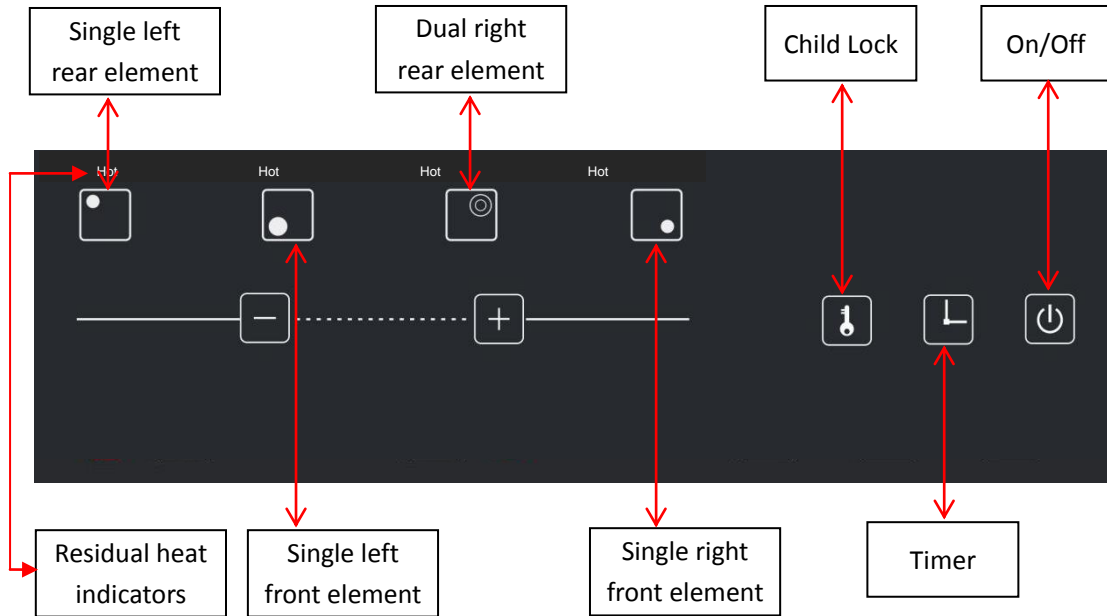 Single left
rear element
Dual right
rear element
Child Lock
On/Off
Hot
Hot
Hot
Hot
Residual heat
indicators
Single left
front element
Single right
front element
Timer